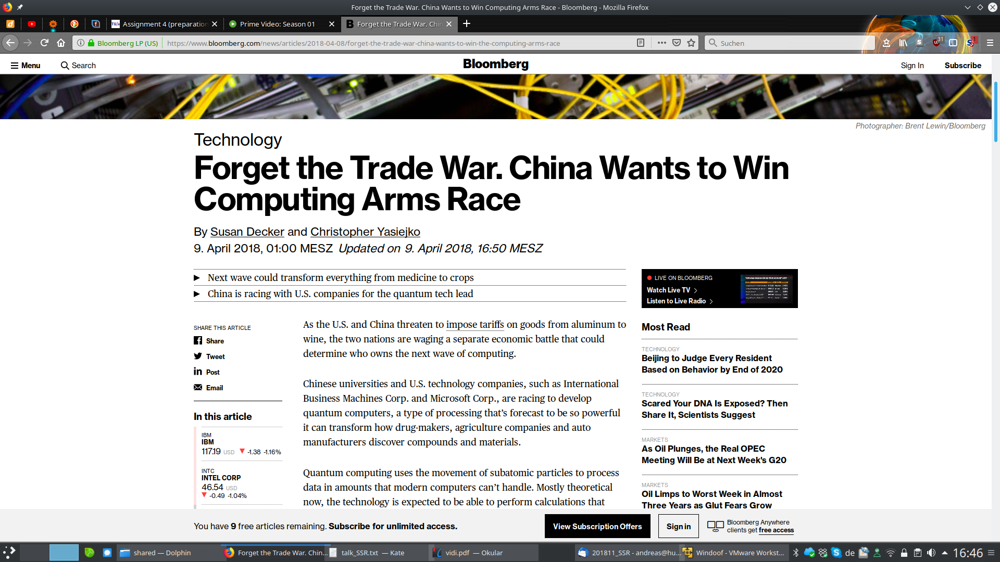 Forget the Trade War. China Wants to Win Computing Arms Race - Bloomberg - Mozilla Firefox
Assignment 4 (preparation
Prime Video: Season 01
Forget the Trade War. Chin
Bloomberg LP (US)
https://www.bloomberg.com/news/articles/2018-04-08/forget-the-trade-war-china-wants-to-win-the-computing-arms-race
Suchen
31
1
Menu
Search
Bloomberg
Sign In
Subscribe
Photographer: Brent Lewin/Bloomberg
Technology
Forget the Trade War. China Wants to Win
Computing Arms Race
By Susan Decker and Christopher Yasiejko
9. April 2018, 01:00 MESZ Updated on 9. April 2018, 16:50 MESZ
Next wave could transform everything from medicine to crops
China is racing with U.S. companies for the quantum tech lead
LIVE ON BLOOMBERG
Watch Live TV
Listen to Live Radio
SHARE THIS ARTICLE
Share
Tweet
Post
Email
In this article
IBM
IBM
117.19 USD -1.38 -1.16%
INTC
INTEL CORP
46.54 USD
-0.49 -1.04%
As the U.S. and China threaten to impose tariffs on goods from aluminum to
wine, the two nations are waging a separate economic battle that could
determine who owns the next wave of computing.
Chinese universities and U.S. technology companies, such as International
Business Machines Corp. and Microsoft Corp., are racing to develop
quantum computers, a type of processing that’s forecast to be so powerful
it can transform how drug-makers, agriculture companies and auto
manufacturers discover compounds and materials.
Quantum computing uses the movement of subatomic particles to process
data in amounts that modern computers can’t handle. Mostly theoretical
now, the technology is expected to be able to perform calculations that
Most Read
TECHNOLOGY
Beijing to Judge Every Resident
Based on Behavior by End of 2020
TECHNOLOGY
Scared Your DNA Is Exposed? Then
Share It, Scientists Suggest
MARKETS
As Oil Plunges, the Real OPEC
Meeting Will Be at Next Week's G20
MARKETS
Oil Limps to Worst Week in Almost
Three Years as Glut Fears Grow
You have 9 free articles remaining. Subscribe for unlimited access.
View Subscription Offers
Sign in
Bloomberg Anywhere
clients get free access
shared — Dolphin
Forget the Trade War. Chin...
talk_SSR.txt — Kate
vidi.pdf — Okular
201811_SSR - andreas@hu...
Windoof - VMware Workst...
de
16:46